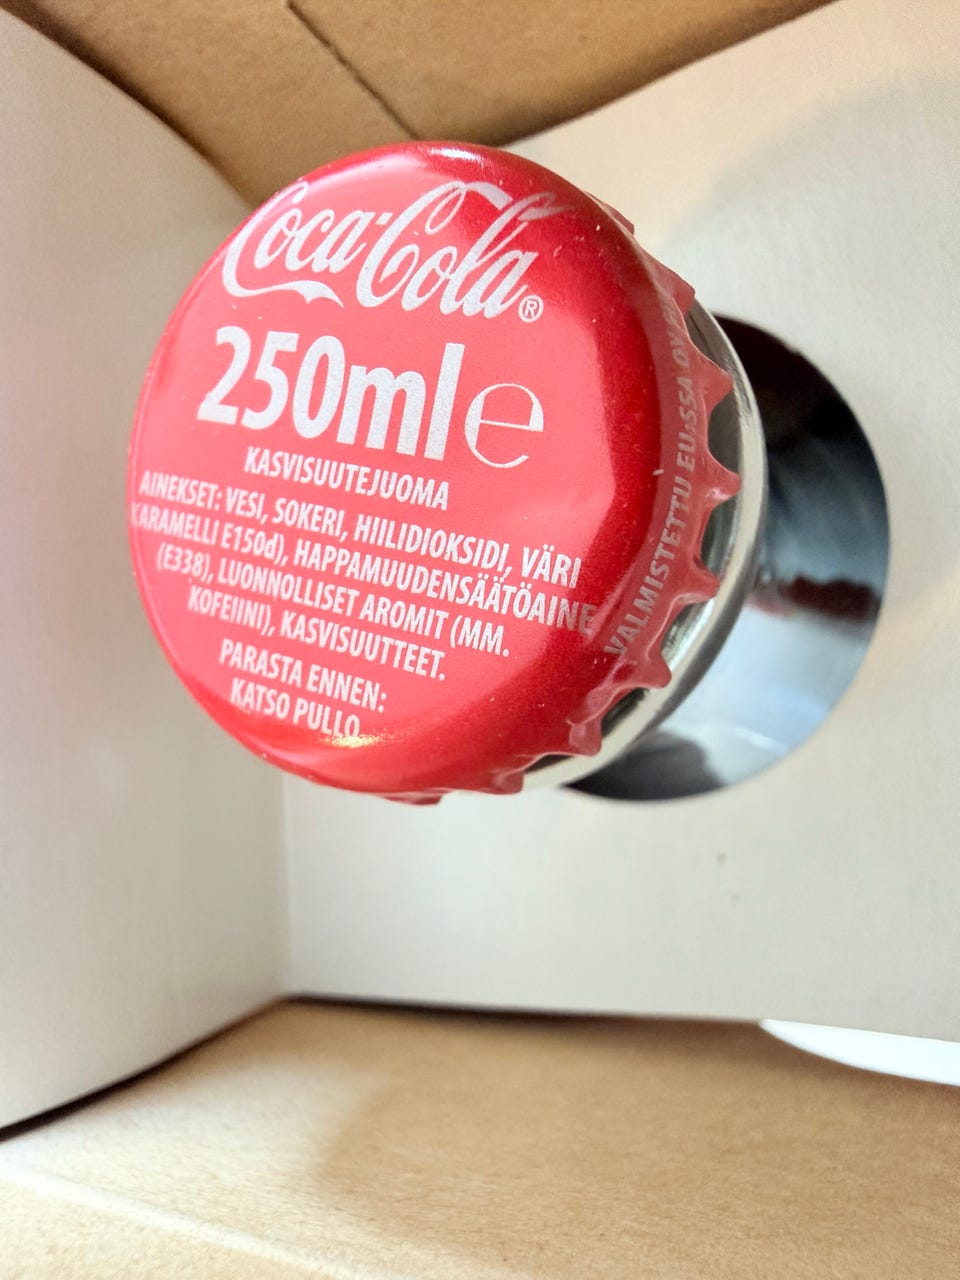 Coca-Cola®
250ml e
KASVISUUTEJUOMA
AINEKSET: VESI, SOKERI, HIILIDIOKSIDI, VÄRI
KARAMELLI E150d), HAPPAMUUDENSÄÄTÖAINE
(E338), LUONNOLLISET AROMIT (MM.
KOFEIINI), KASVISUUTTEET.
PARASTA ENNEN:
KATSO PULLO
VALMISTETTU EU:SSA